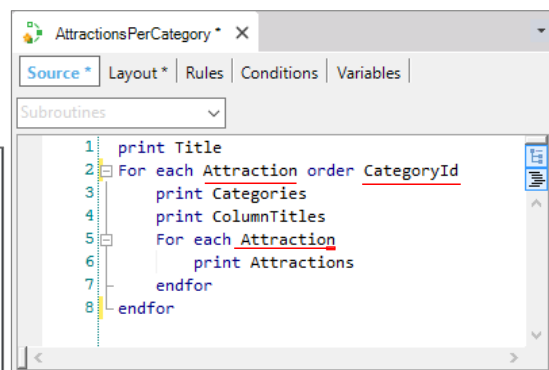 AttractionsPerCategory * X
Source * Layout * Rules Conditions Variables
Subroutines
1 print Title
2 For each Attraction order CategoryId
3 print Categories
4 print ColumnTitles
5 For each Attraction
6 print Attractions
7 endfor
8 endfor